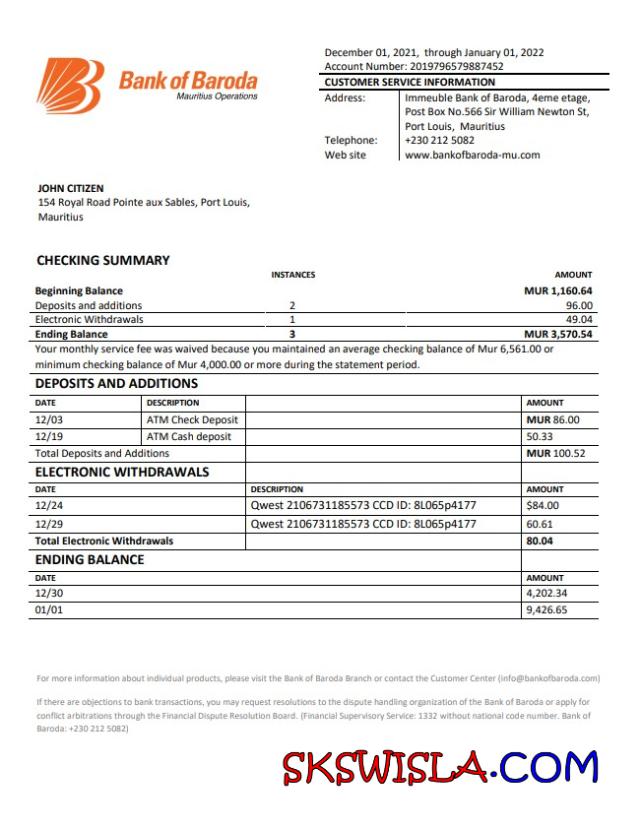 Bank of Baroda
Mauritius Operations
December 01, 2021,  through January 01, 2022
Account Number: 2019796579887452
CUSTOMER SERVICE INFORMATION
Address: Immeuble Bank of Baroda, 4eme etage,
Post Box No.566 Sir William Newton St,
Port Louis,  Mauritius
Telephone: +230 212 5082
Web site www.bankofbaroda-mu.com
JOHN CITIZEN
154 Royal Road Pointe aux Sables, Port Louis,
Mauritius
CHECKING SUMMARY
INSTANCES AMOUNT
Beginning Balance MUR 1,160.64
Deposits and additions 2 96.00
Electronic Withdrawals 1 49.04
Ending Balance 3 MUR 3,570.54
Your monthly service fee was waived because you maintained an average checking balance of Mur 6,561.00 or
minimum checking balance of Mur 4,000.00 or more during the statement period.
DEPOSITS AND ADDITIONS
DATE DESCRIPTION AMOUNT
12/03 ATM Check Deposit MUR 86.00
12/19 ATM Cash deposit 50.33
Total Deposits and Additions MUR 100.52
ELECTRONIC WITHDRAWALS
DATE DESCRIPTION AMOUNT
12/24 Qwest 2106731185573 CCD ID: 8L065p4177 $84.00
12/29 Qwest 2106731185573 CCD ID: 8L065p4177 60.61
Total Electronic Withdrawals 80.04
ENDING BALANCE
DATE AMOUNT
12/30 4,202.34
01/01 9,426.65
For more information about individual products, please visit the Bank of Baroda Branch or contact the Customer Center (info@bankofbaroda.com)
If there are objections to bank transactions, you may request resolutions to the dispute handling organization of the Bank of Baroda or apply for
conflict arbitrations through the Financial Dispute Resolution Board. (Financial Supervisory Service: 1332 without national code number. Bank of
Baroda: +230 212 5082)
SKSWISLA.COM